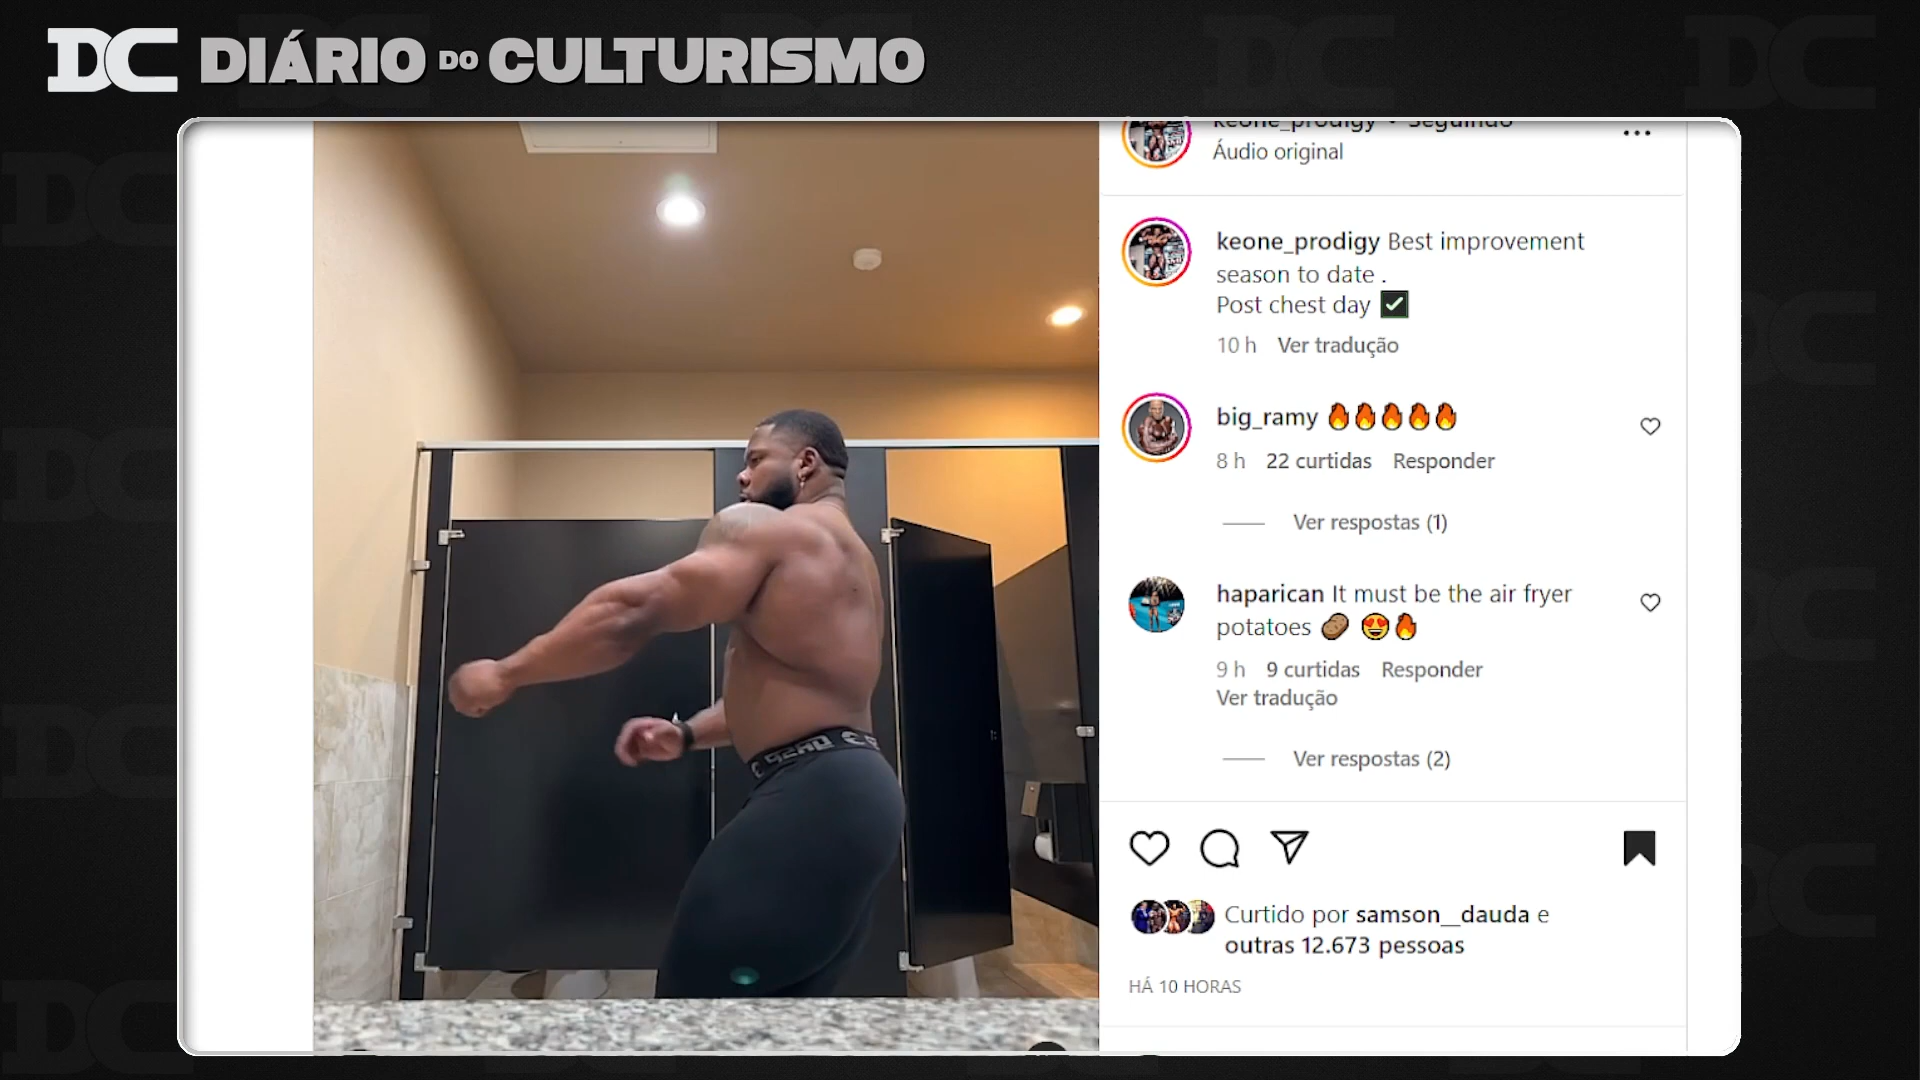 DC DIÁRIO DO CULTURISMO
keone_prodigy • Seguindo
Áudio original
keone_prodigy Best improvement
season to date .
Post chest day ✅
10 h Ver tradução
big_ramy 🔥🔥🔥🔥🔥
8 h 22 curtidas Responder
Ver respostas (1)
haparican It must be the air fryer
potatoes 🥔 😍🔥
9 h 9 curtidas Responder
Ver tradução
Ver respostas (2)
Curtido por samson__dauda e
outras 12.673 pessoas
HÁ 10 HORAS